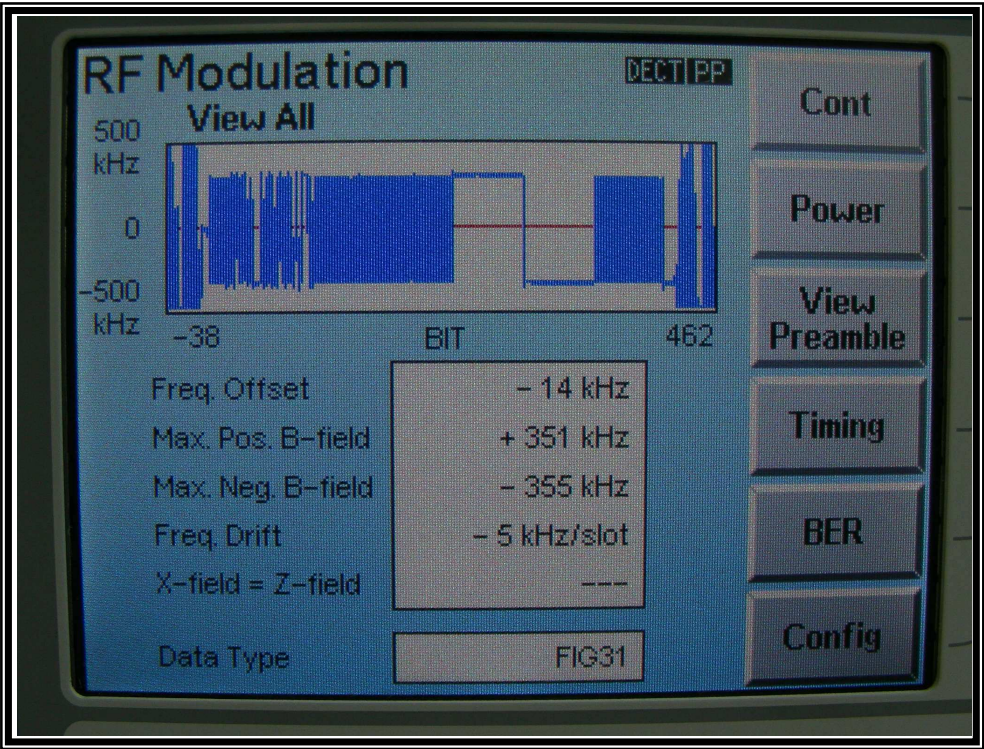 RF Modulation
DECT PP
View All
500
kHz
0
−500
kHz
−38
BIT
462
Freq. Offset
− 14 kHz
Max. Pos. B−field
+ 351 kHz
Max. Neg. B−field
− 355 kHz
Freq. Drift
− 5 kHz/slot
X−field = Z−field
−−−
Data Type
FIG31
Cont
Power
View
Preamble
Timing
BER
Config